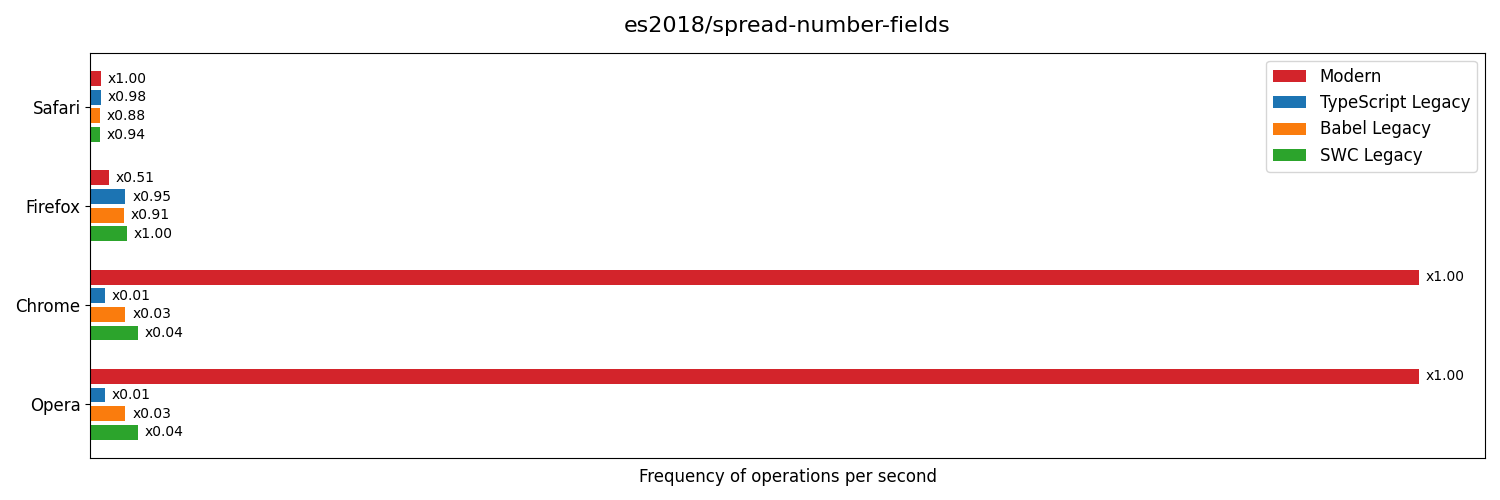 es2018/spread-number-fields
Modern
TypeScript Legacy
Babel Legacy
SWC Legacy
Safari
x1.00
x0.98
x0.88
x0.94
Firefox
x0.51
x0.95
x0.91
x1.00
Chrome
x1.00
x0.01
x0.03
x0.04
Opera
x1.00
x0.01
x0.03
x0.04
Frequency of operations per second